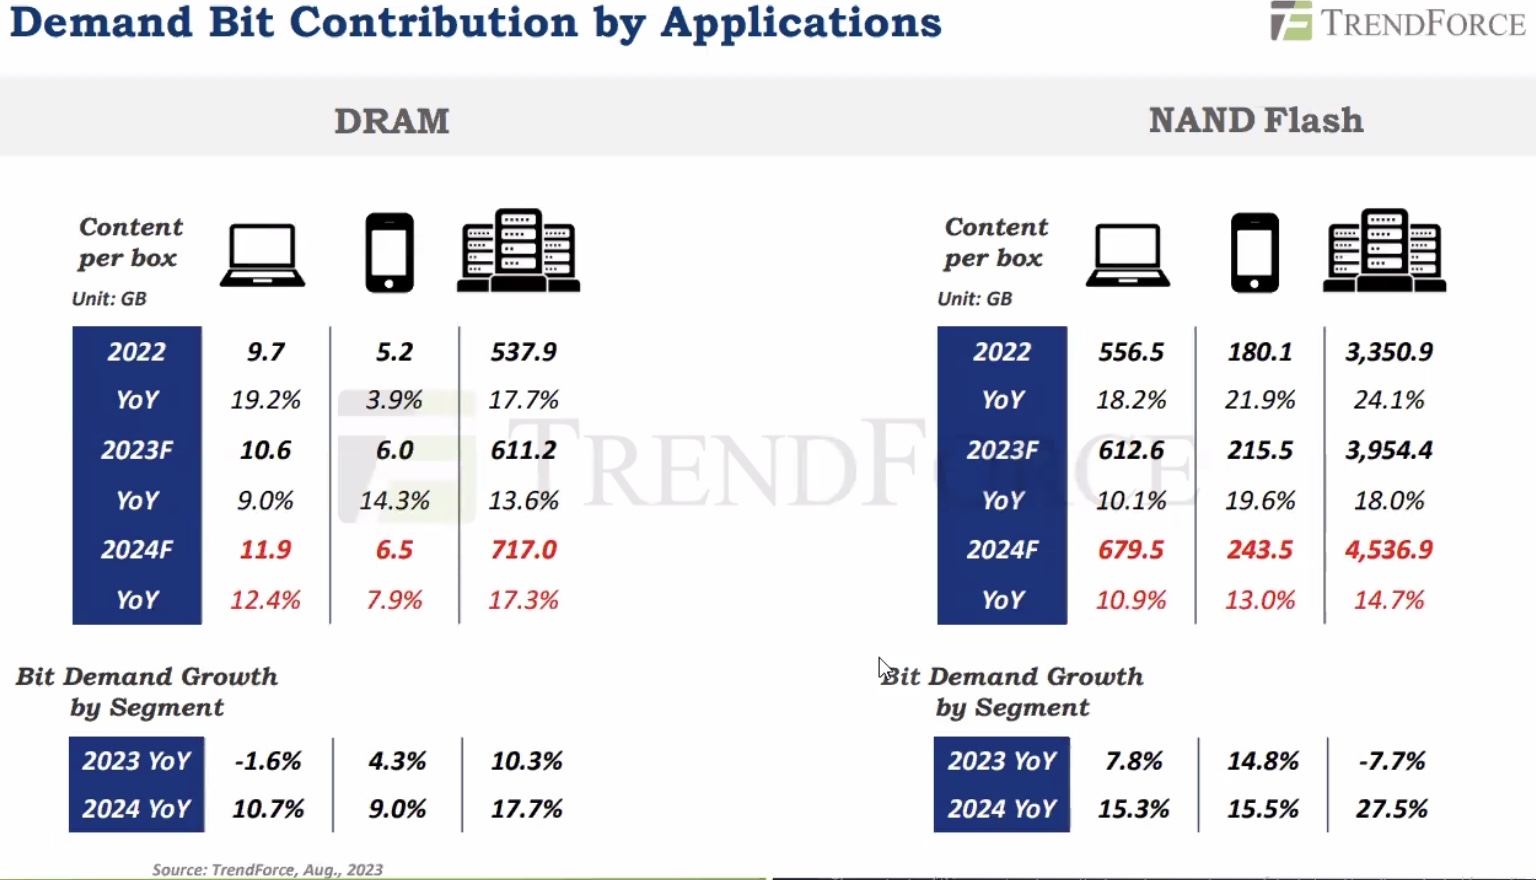 Demand Bit Contribution by Applications
TRENDFORCE
DRAM
NAND Flash
Content
per box
Unit: GB
2022 9.7 5.2 537.9
YoY 19.2% 3.9% 17.7%
2023F 10.6 6.0 611.2
YoY 9.0% 14.3% 13.6%
2024F 11.9 6.5 717.0
YoY 12.4% 7.9% 17.3%
Bit Demand Growth
by Segment
2023 YoY -1.6% 4.3% 10.3%
2024 YoY 10.7% 9.0% 17.7%
Content
per box
Unit: GB
2022 556.5 180.1 3,350.9
YoY 18.2% 21.9% 24.1%
2023F 612.6 215.5 3,954.4
YoY 10.1% 19.6% 18.0%
2024F 679.5 243.5 4,536.9
YoY 10.9% 13.0% 14.7%
Bit Demand Growth
by Segment
2023 YoY 7.8% 14.8% -7.7%
2024 YoY 15.3% 15.5% 27.5%
TRENDFORCE
Source: TrendForce, Aug., 2023